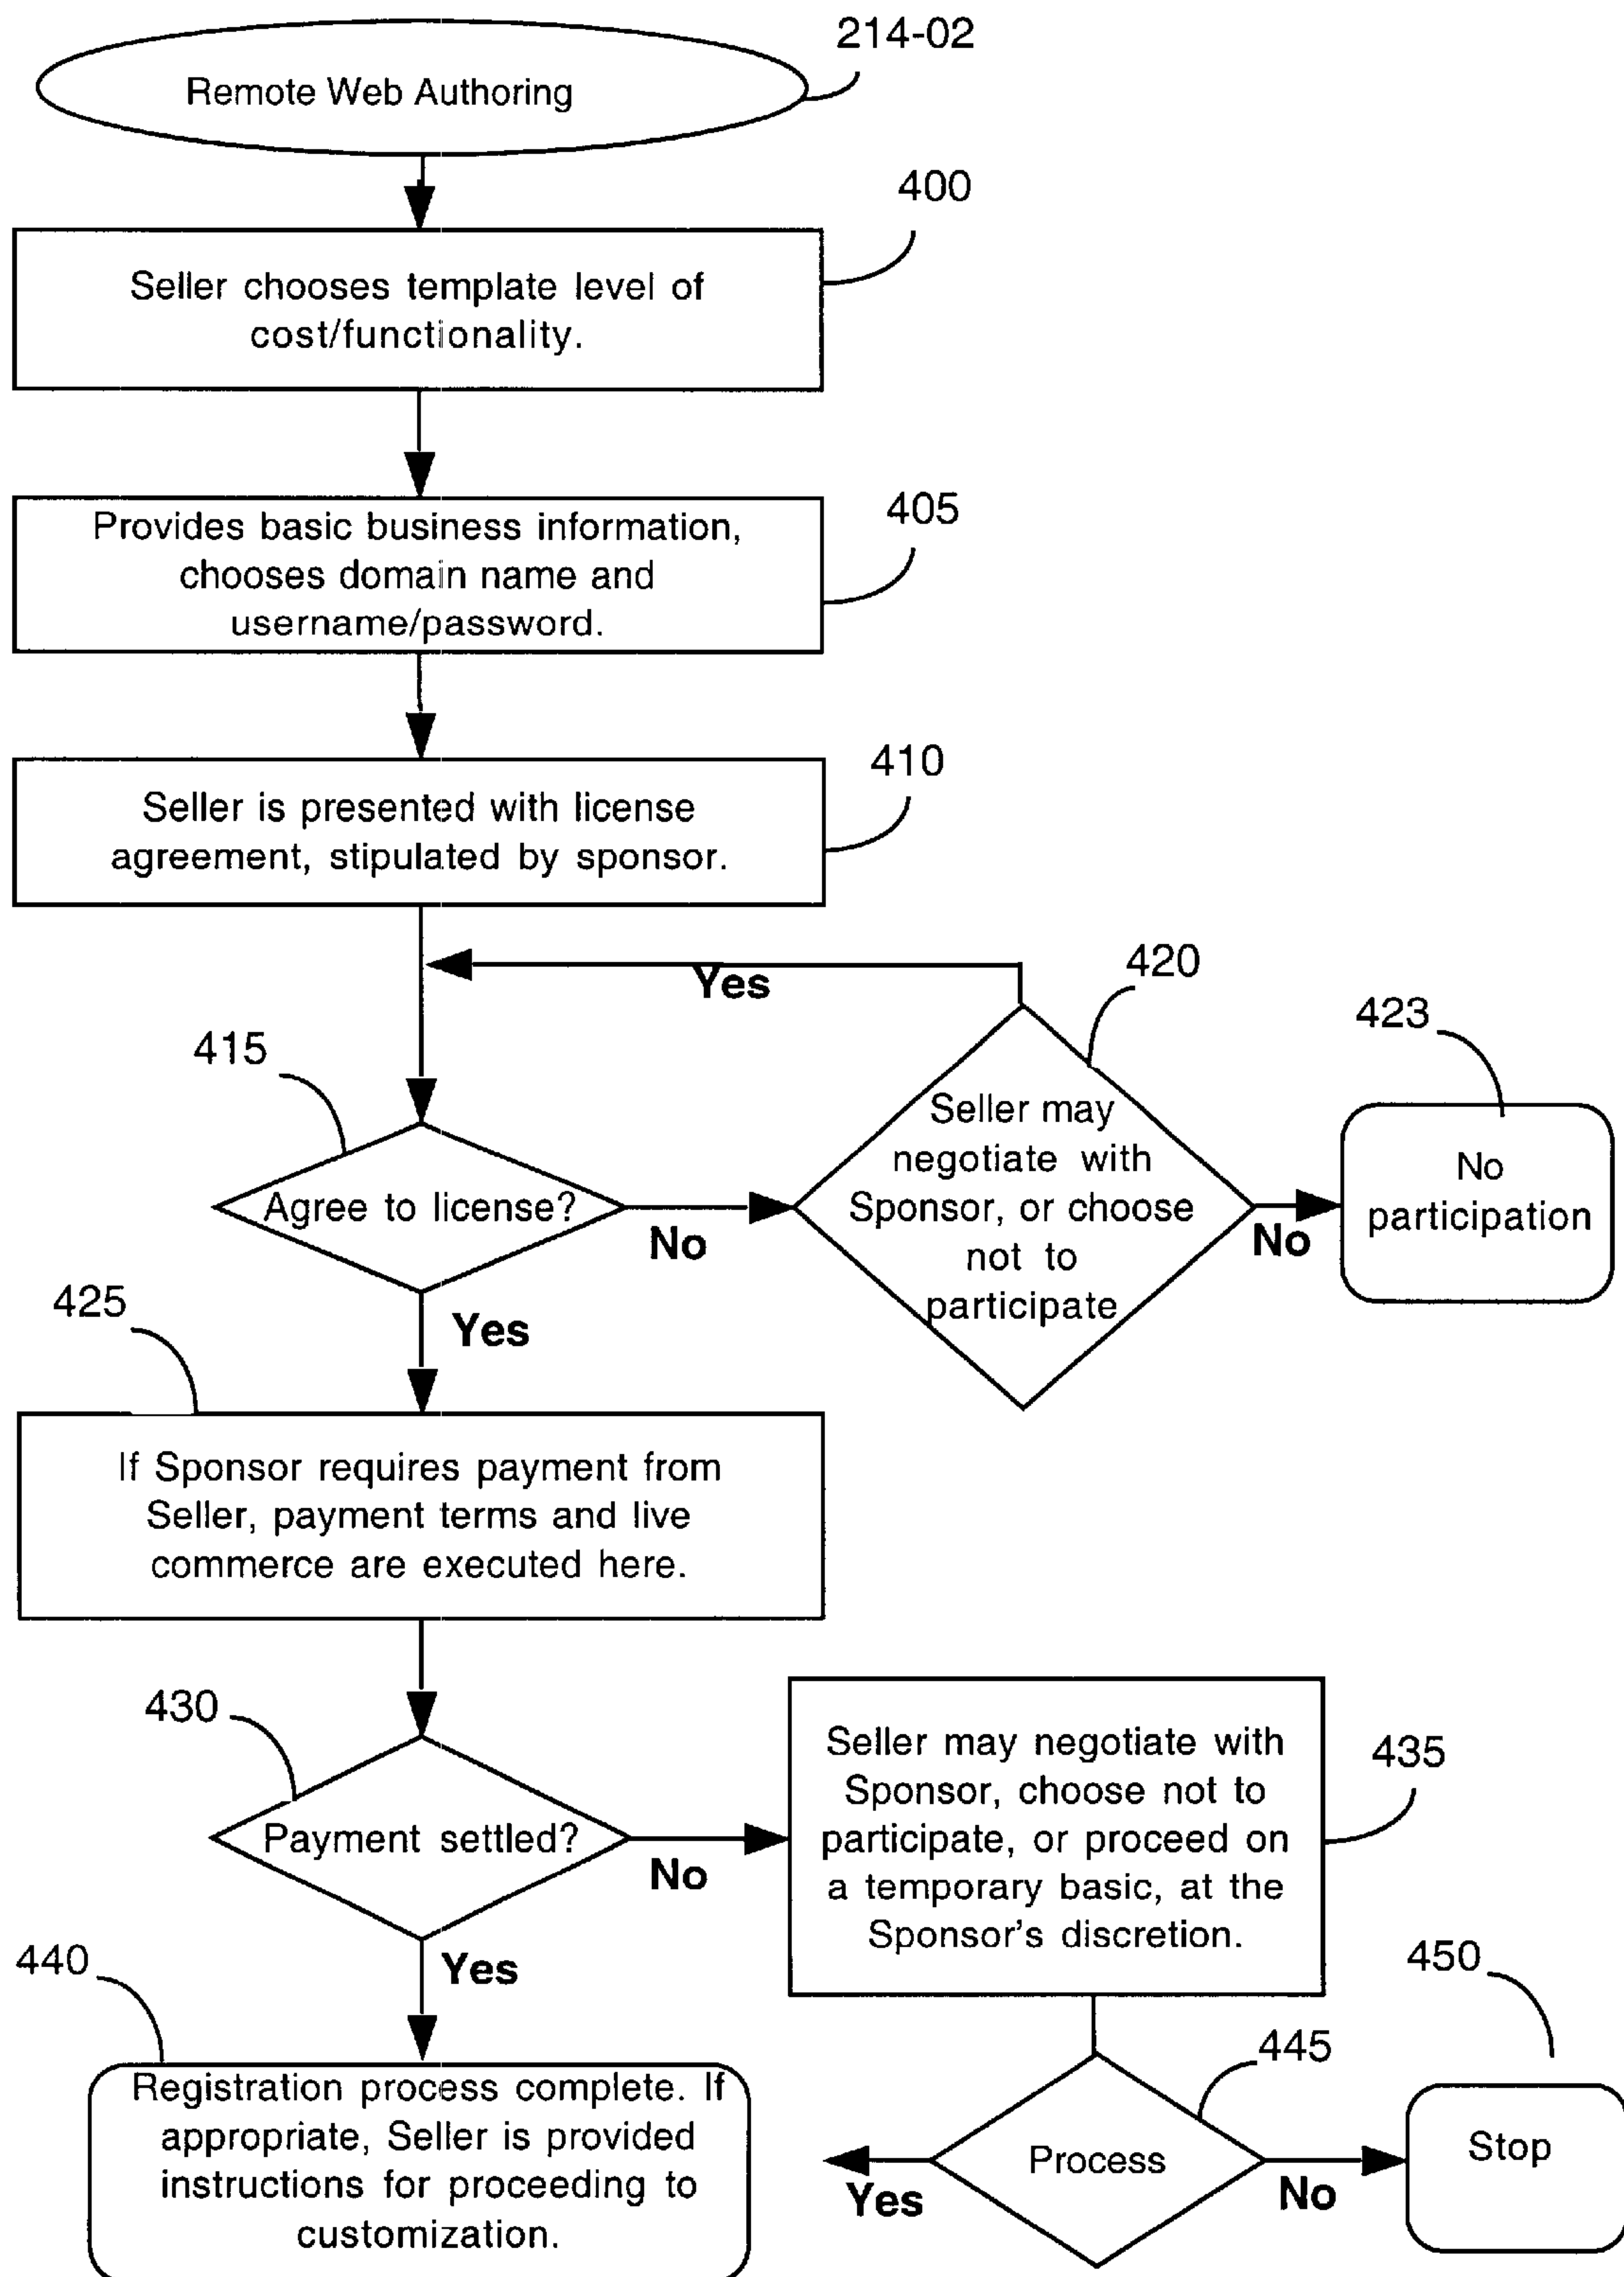 214-02
Remote Web Authoring
400
Seller chooses template level of
cost/functionality.
405
Provides basic business information,
chooses domain name and
username/password.
410
Seller is presented with license
agreement, stipulated by sponsor.
420
Yes
423
415
Seller may
negotiate with
Sponsor, or choose
not to
participate
No
participation
Agree to license?
No
No
425
Yes
If Sponsor requires payment from
Seller, payment terms and live
commerce are executed here.
430
435
Seller may negotiate with
Sponsor, choose not to
participate, or proceed on
a temporary basic, at the
Sponsor's discretion.
Payment settled?
No
440
Yes
450
445
Registration process complete. If
appropriate, Seller is provided
instructions for proceeding to
customization.
Process
Stop
Yes
No